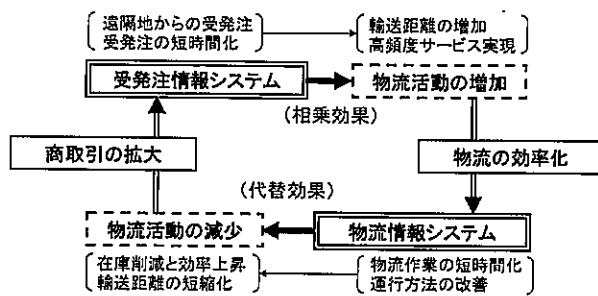 遠隔地からの受発注
受発注の短時間化
輸送距離の増加
高頻度サービス実現
受発注情報システム
物流活動の増加
（相乗効果）
商取引の拡大
物流の効率化
（代替効果）
物流活動の減少
物流情報システム
在庫削減と効率上昇
輸送距離の短縮化
物流作業の短時間化
運行方法の改善